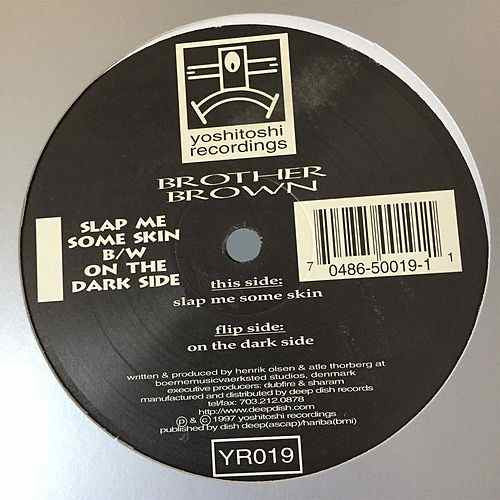 yoshitoshi
recordings
BROTHER
BROWN
SLAP ME
SOME SKIN
B/W
ON THE
DARK SIDE
7 0486-50019-1 1
this side:
slap me some skin
flip side:
on the dark side
written & produced by henrik olsen & atle thorberg at
boernemusicvaerksted studios, denmark
executive producers: dubfire & sharam
manufactured and distributed by deep dish records
tel/fax: 703.212.0878
http://www.deepdish.com
p & c 1997 yoshitoshi recordings
published by dish deep(ascap)/hariba(bmi)
YR019